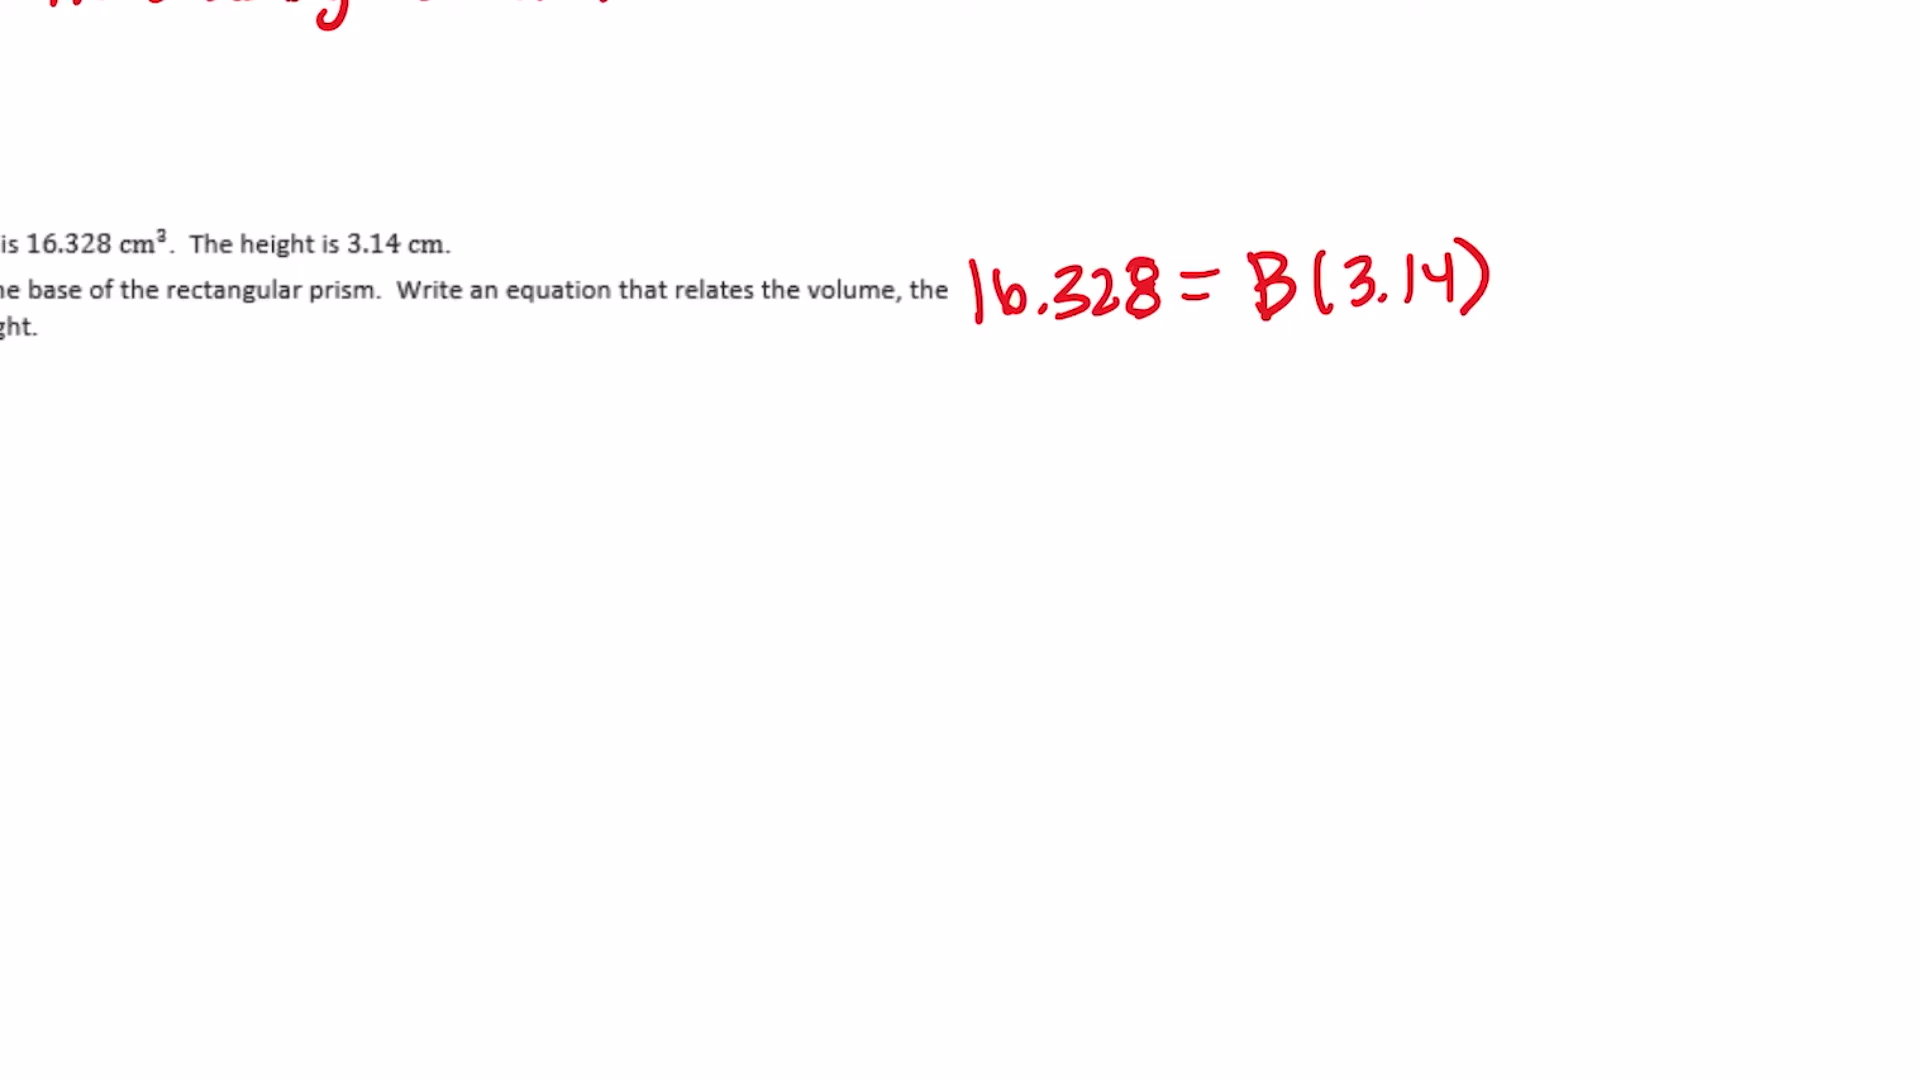 is 16.328 cm³. The height is 3.14 cm.
base of the rectangular prism. Write an equation that relates the volume, the
16.328 = B(3.14)